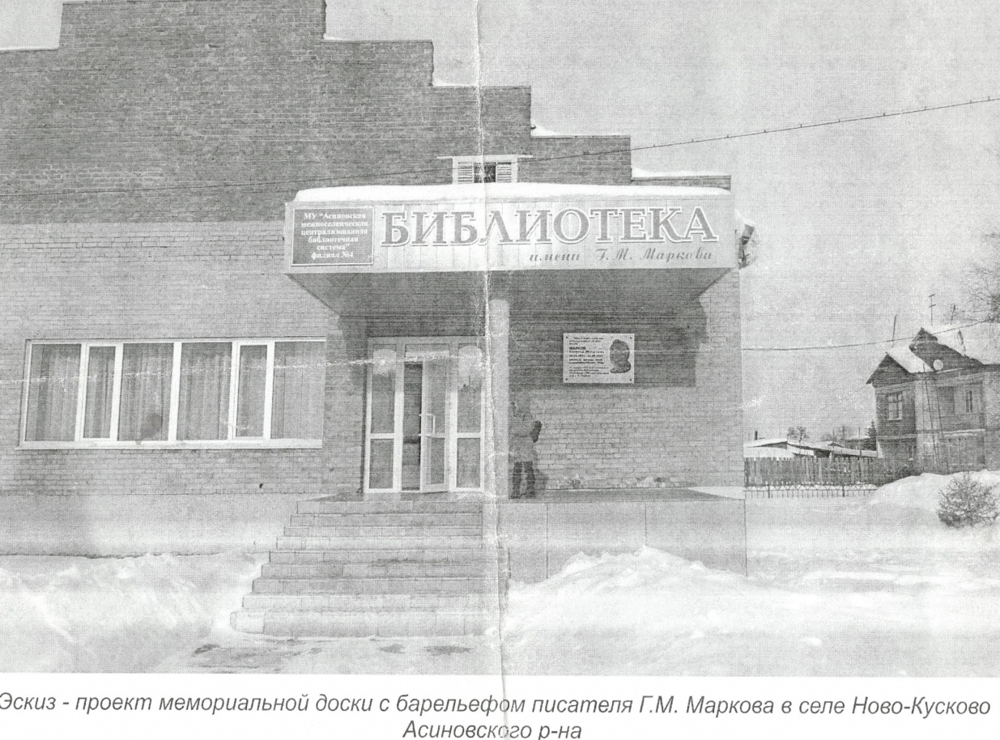 МУ "Асиновская
межпоселенческая
централизованная
библиотечная
система"
филиал №4
БИБЛИОТЕКА
имени Г.М. Маркова
МАРКОВ
Эскиз - проект мемориальной доски с барельефом писателя Г.М. Маркова в селе Ново-Кусково
Асиновского р-на